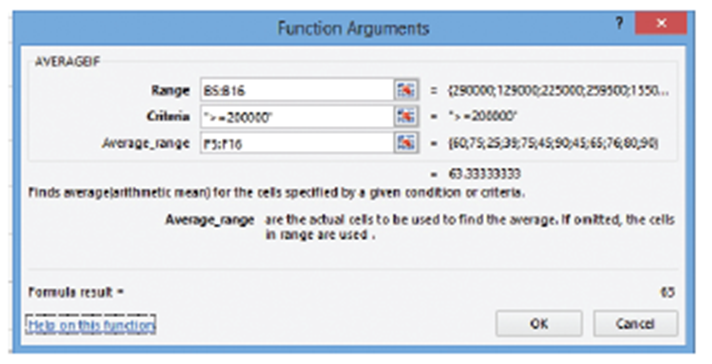 Function Arguments ? ×
AVERAGEIF
Range B5:B16 = {290000;129000;225000;259500;1550...
Criteria ">=200000" = ">=200000"
Average_range F5:F16 = {60;75;25;39;75;45;90;45;65;76;80;90}
= 63.33333333
Finds average(arithmetic mean) for the cells specified by a given condition or criteria.
Average_range are the actual cells to be used to find the average. If omitted, the cells
in range are used .
Formula result = 63
Help on this function OK Cancel